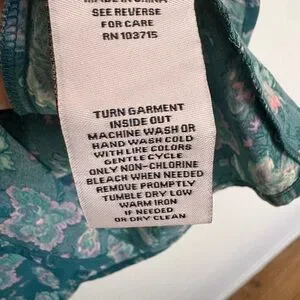 MADE IN CHINA
SEE REVERSE
FOR CARE
RN 103715
TURN GARMENT
INSIDE OUT
MACHINE WASH OR
HAND WASH COLD
WITH LIKE COLORS
GENTLE CYCLE
ONLY NON-CHLORINE
BLEACH WHEN NEEDED
REMOVE PROMPTLY
TUMBLE DRY LOW
WARM IRON
IF NEEDED
OR DRY CLEAN